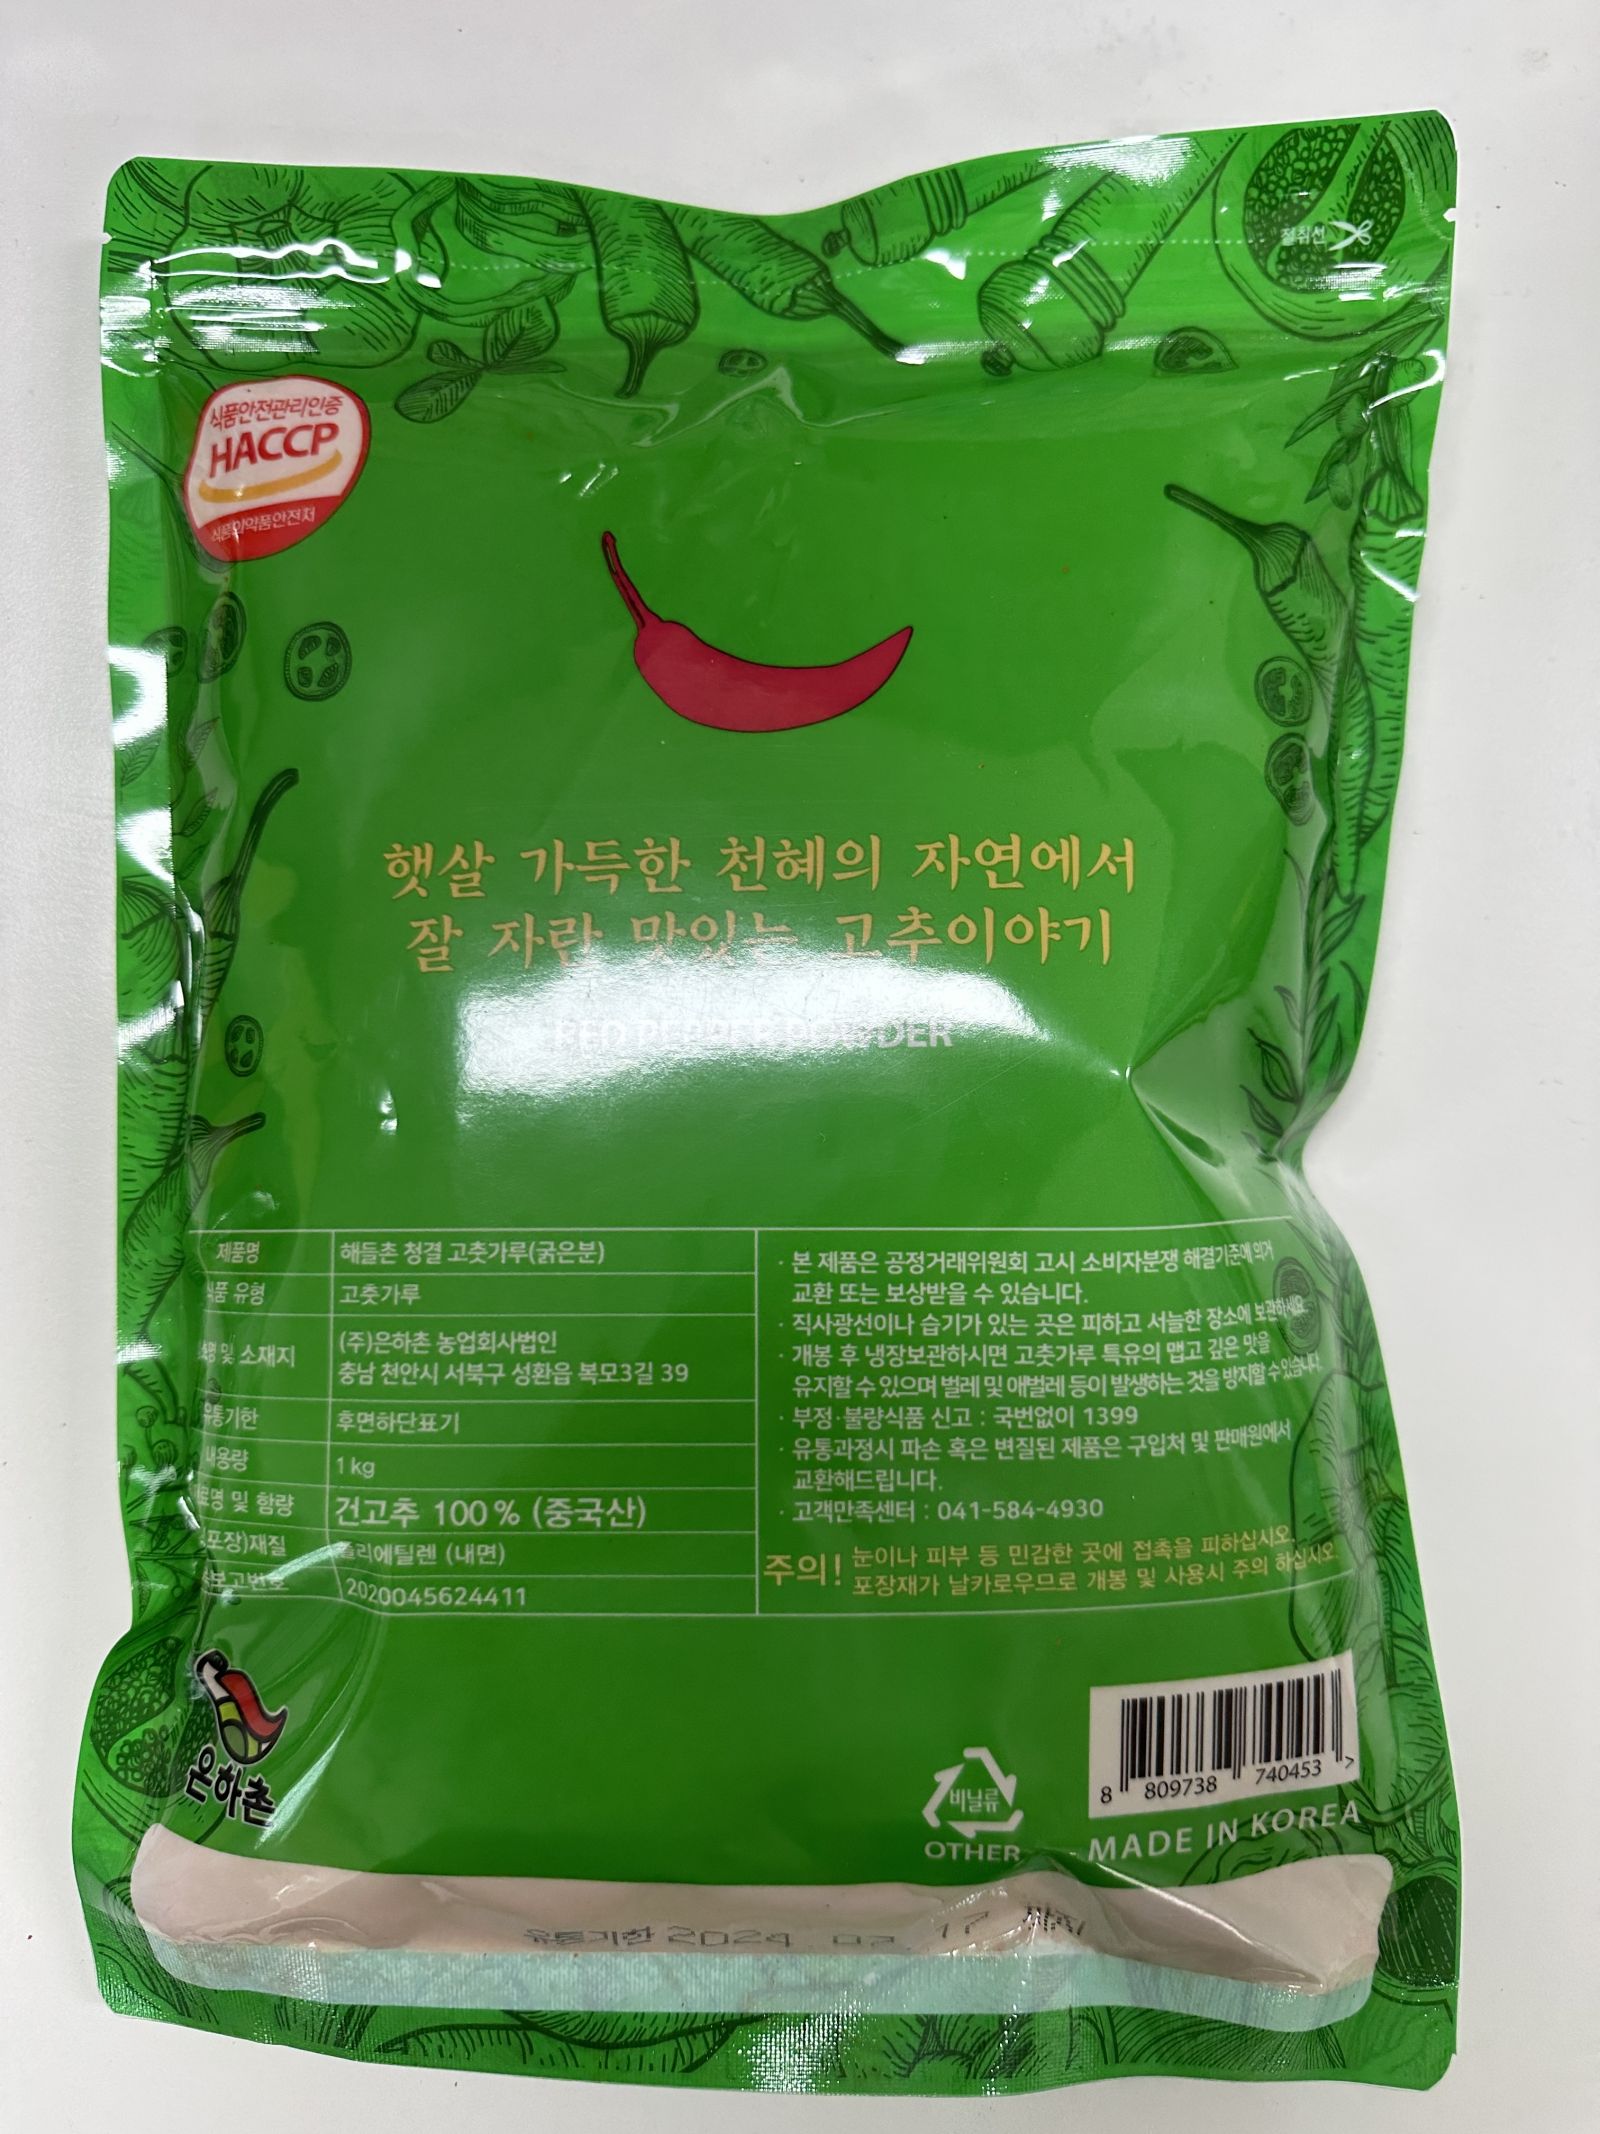 절취선
식품안전관리인증
HACCP
식품의약품안전처
햇살 가득한 천혜의 자연에서
잘 자란 맛있는 고추이야기
RED PEPPER POWDER
제품명 해들촌 청결 고춧가루(굵은분)
식품 유형 고춧가루
및 소재지 (주)은하촌 농업회사법인
충남 천안시 서북구 성환읍 복모3길 39
유통기한 후면하단표기
내용량 1kg
및 함량 건고추 100% (중국산)
(포장)재질 폴리에틸렌 (내면)
보고번호 2020045624411
· 본 제품은 공정거래위원회 고시 소비자분쟁 해결기준에 의거
교환 또는 보상받을 수 있습니다.
· 직사광선이나 습기가 있는 곳은 피하고 서늘한 장소에 보관하세요.
· 개봉 후 냉장보관하시면 고춧가루 특유의 맵고 깊은 맛을
유지할 수 있으며 벌레 및 애벌레 등이 발생하는 것을 방지할 수 있습니다.
· 부정·불량식품 신고 : 국번없이 1399
· 유통과정시 파손 혹은 변질된 제품은 구입처 및 판매원에서
교환해드립니다.
· 고객만족센터 : 041-584-4930
주의! 눈이나 피부 등 민감한 곳에 접촉을 피하십시오.
포장재가 날카로우므로 개봉 및 사용시 주의 하십시오.
은하촌
비닐류
OTHER
8 809738 740453 >
MADE IN KOREA
유통기한 2024. 07. 17 까지